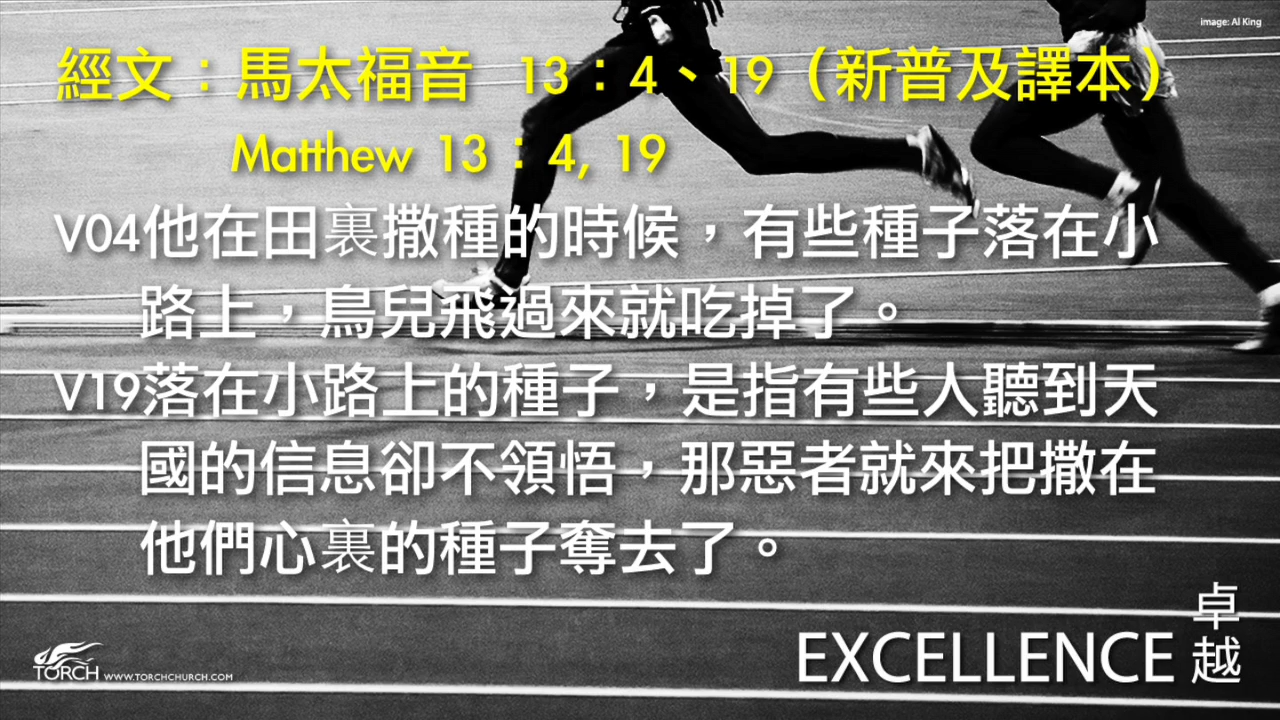 image: Al King
經文：馬太福音 13：4、19（新普及譯本）
Matthew 13：4, 19
V04他在田裏撒種的時候，有些種子落在小
路上，鳥兒飛過來就吃掉了。
V19落在小路上的種子，是指有些人聽到天
國的信息卻不領悟，那惡者就來把撒在
他們心裏的種子奪去了。
EXCELLENCE 卓越
TORCH WWW.TORCHCHURCH.COM